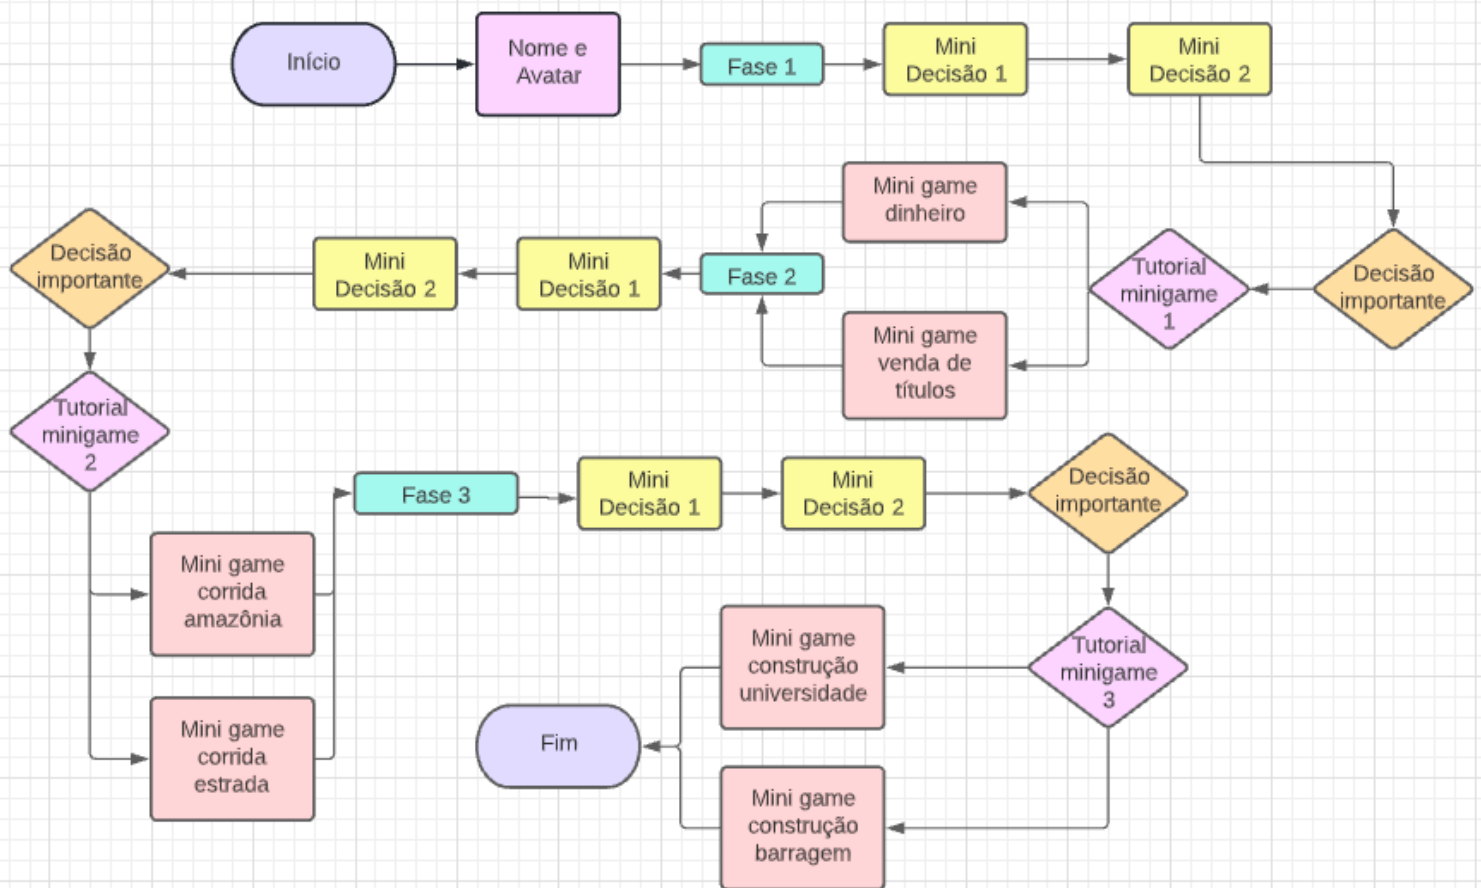 Início
Nome e
Avatar
Fase 1
Mini
Decisão 1
Mini
Decisão 2
Decisão
importante
Tutorial
minigame
1
Mini game
dinheiro
Mini game
venda de
títulos
Fase 2
Mini
Decisão 1
Mini
Decisão 2
Decisão
importante
Tutorial
minigame
2
Mini game
corrida
amazônia
Mini game
corrida
estrada
Fase 3
Mini
Decisão 1
Mini
Decisão 2
Decisão
importante
Tutorial
minigame
3
Mini game
construção
universidade
Mini game
construção
barragem
Fim